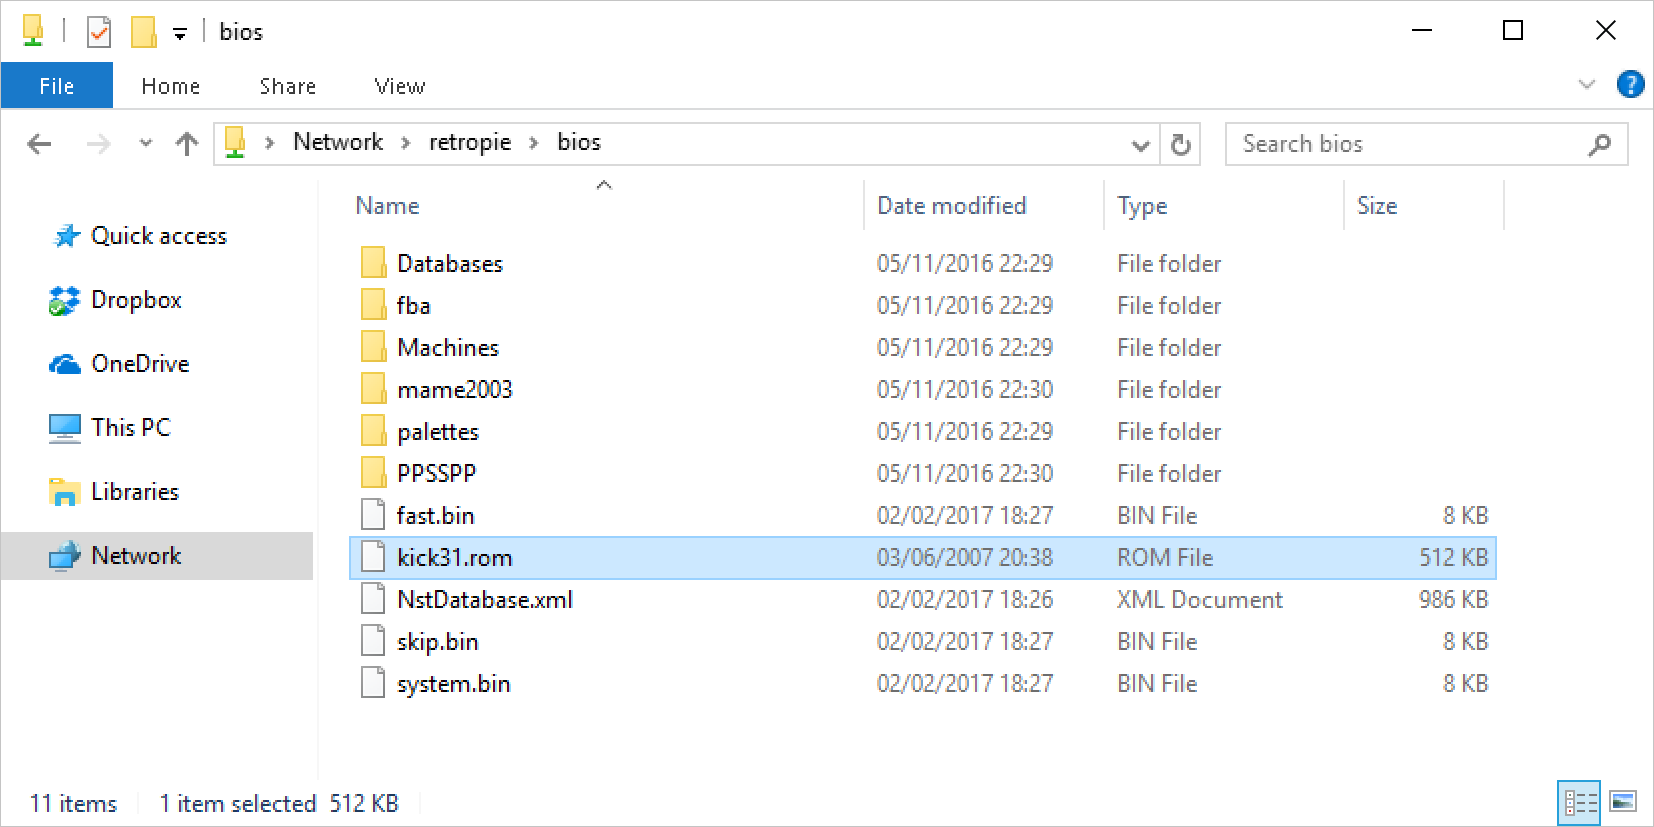 bios
File Home Share View
Network retropie bios Search bios
Name Date modified Type Size
Quick access
Dropbox
OneDrive
This PC
Libraries
Network
Databases 05/11/2016 22:29 File folder
fba 05/11/2016 22:29 File folder
Machines 05/11/2016 22:29 File folder
mame2003 05/11/2016 22:30 File folder
palettes 05/11/2016 22:29 File folder
PPSSPP 05/11/2016 22:30 File folder
fast.bin 02/02/2017 18:27 BIN File 8 KB
kick31.rom 03/06/2007 20:38 ROM File 512 KB
NstDatabase.xml 02/02/2017 18:26 XML Document 986 KB
skip.bin 02/02/2017 18:27 BIN File 8 KB
system.bin 02/02/2017 18:27 BIN File 8 KB
11 items 1 item selected 512 KB